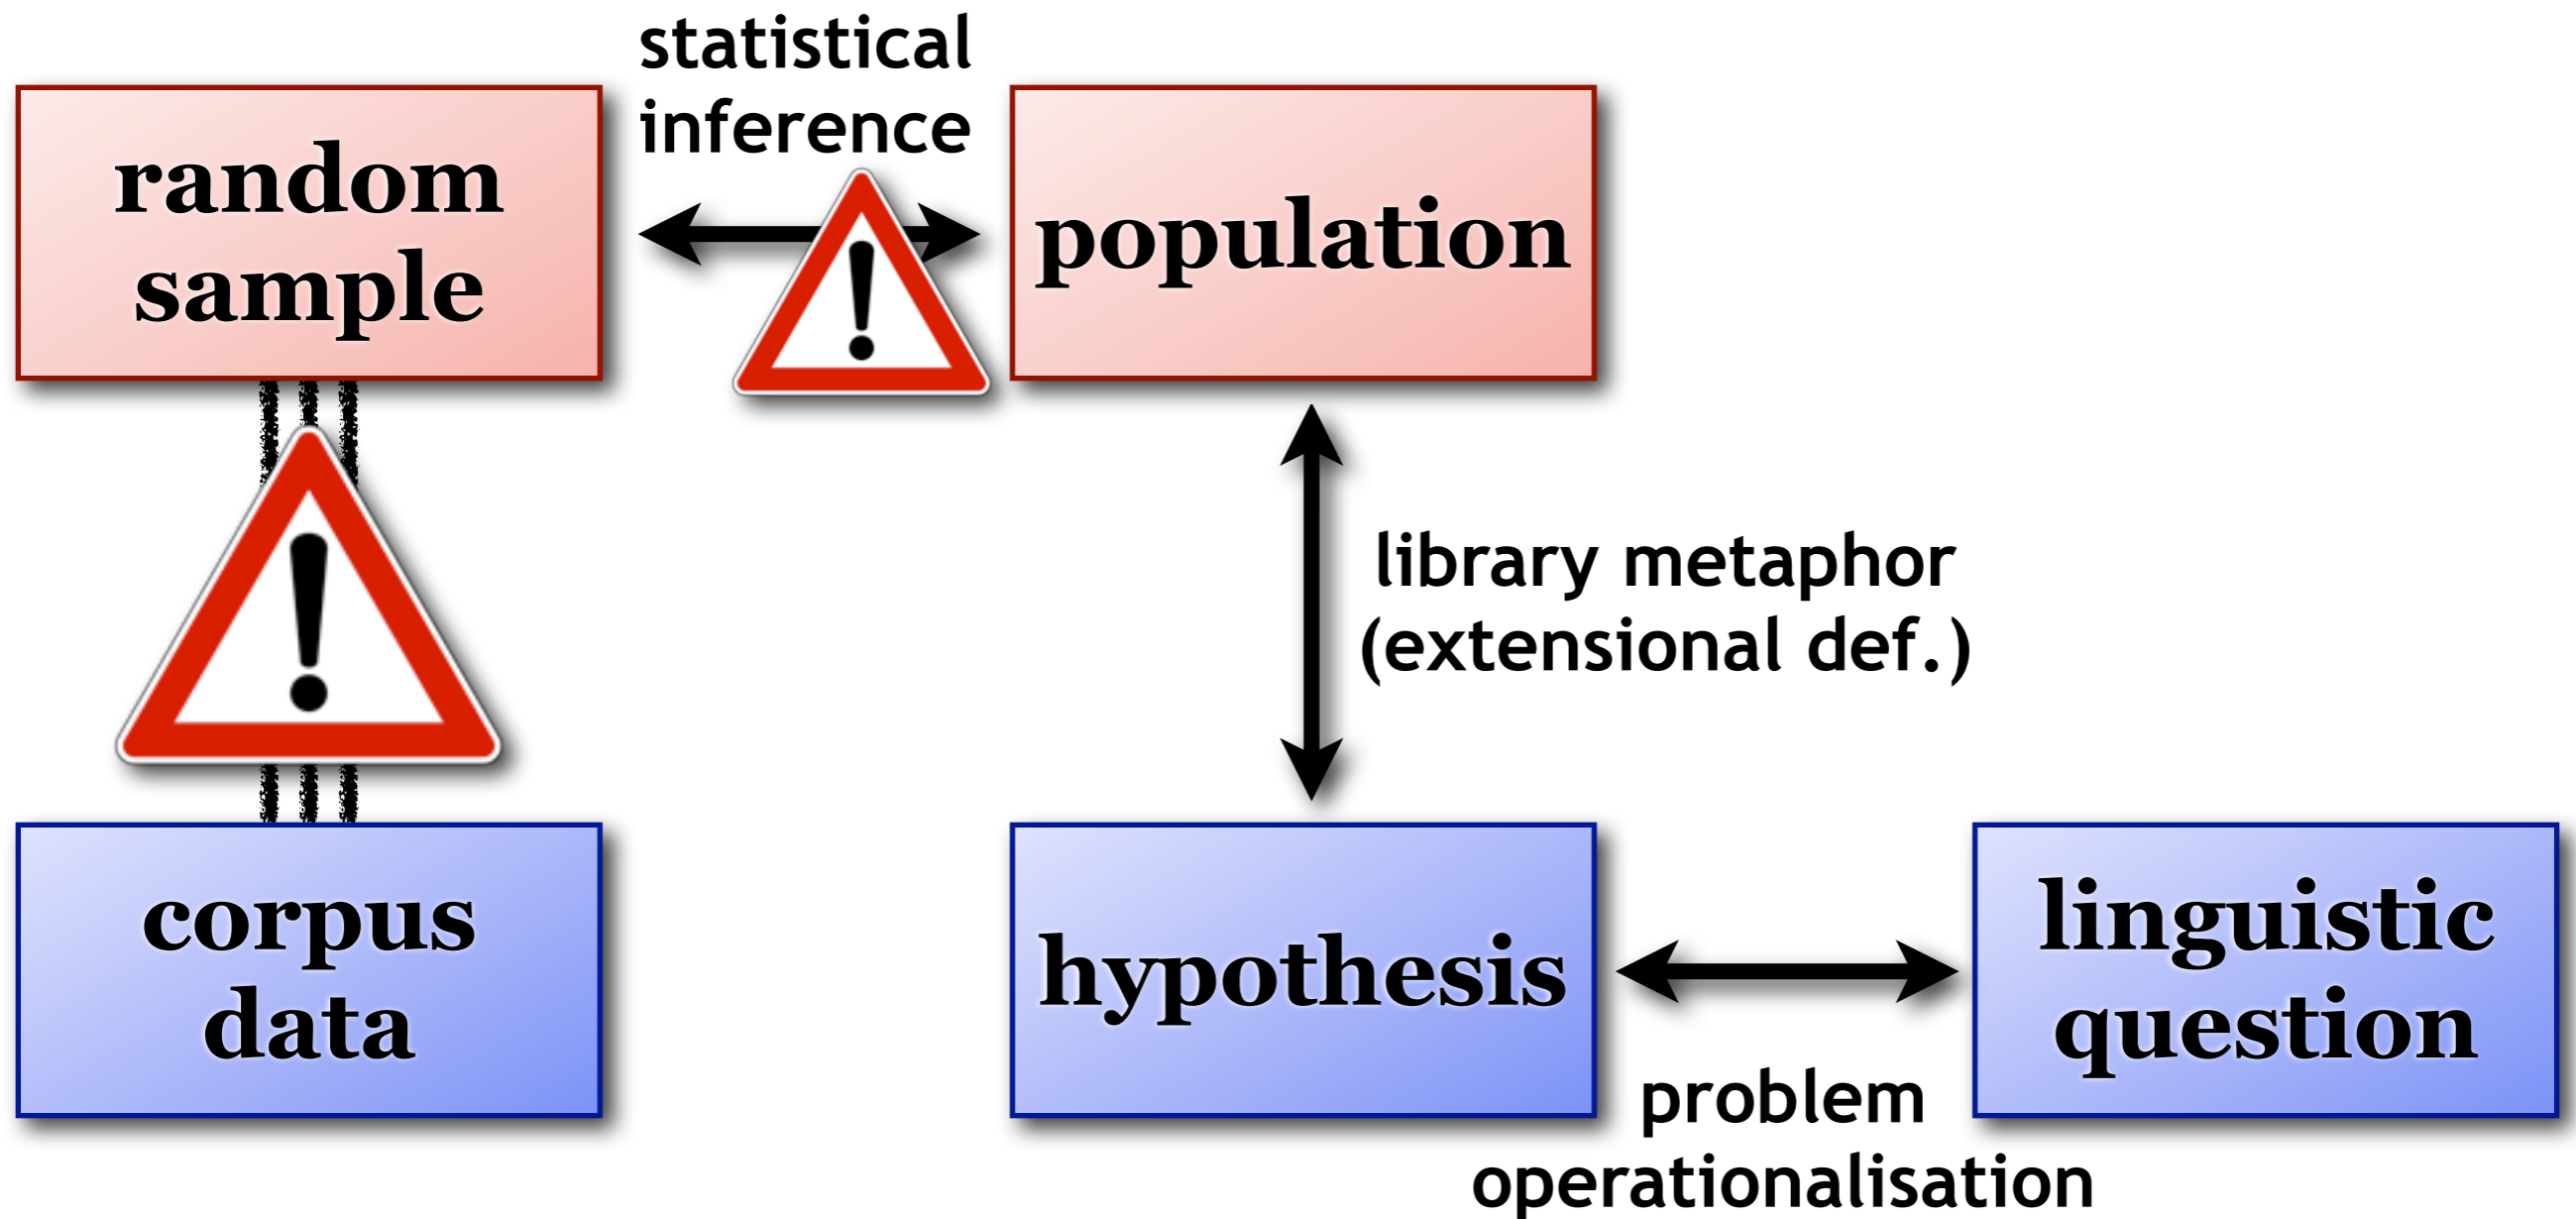 statistical
inference
random
sample
population
library metaphor
(extensional def.)
corpus
data
hypothesis
linguistic
question
problem
operationalisation